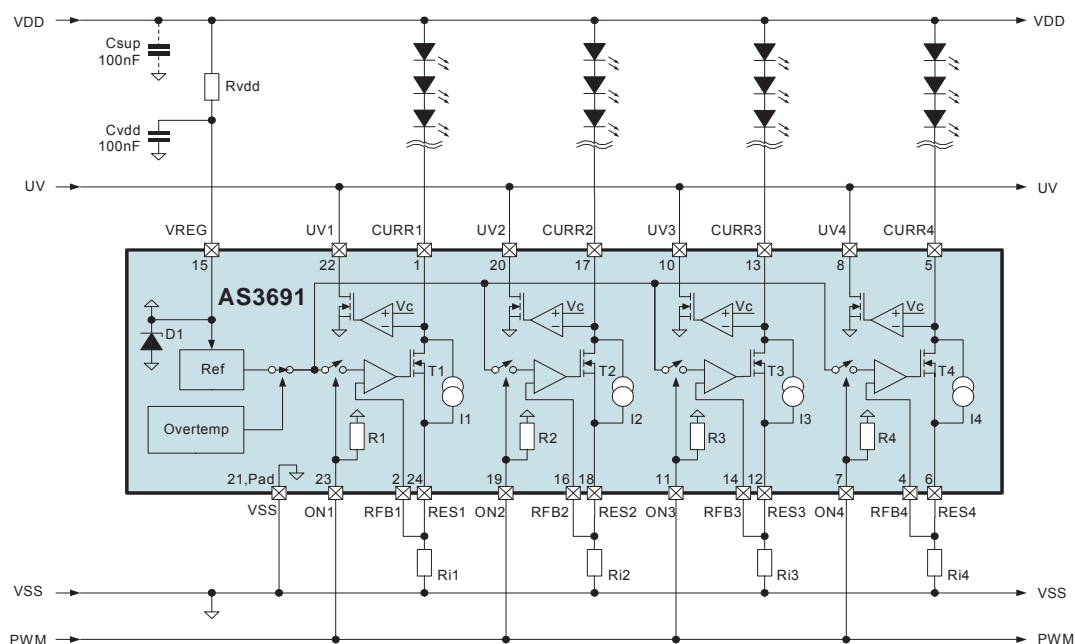 VDD
VDD
Csup
100nF
Rvdd
Cvdd
100nF
UV
UV
VREG
UV1
CURR1
UV2
CURR2
UV3
CURR3
UV4
CURR4
15
22
1
20
17
10
13
8
5
AS3691
Vc
Vc
Vc
Vc
+
−
+
−
+
−
+
−
D1
Ref
T1
T2
T3
T4
Overtemp
R1
I1
R2
I2
R3
I3
R4
I4
21,Pad
23
2
24
19
16
18
11
14
12
7
4
6
VSS
ON1
RFB1
RES1
ON2
RFB2
RES2
ON3
RFB3
RES3
ON4
RFB4
RES4
Ri1
Ri2
Ri3
Ri4
VSS
VSS
PWM
PWM